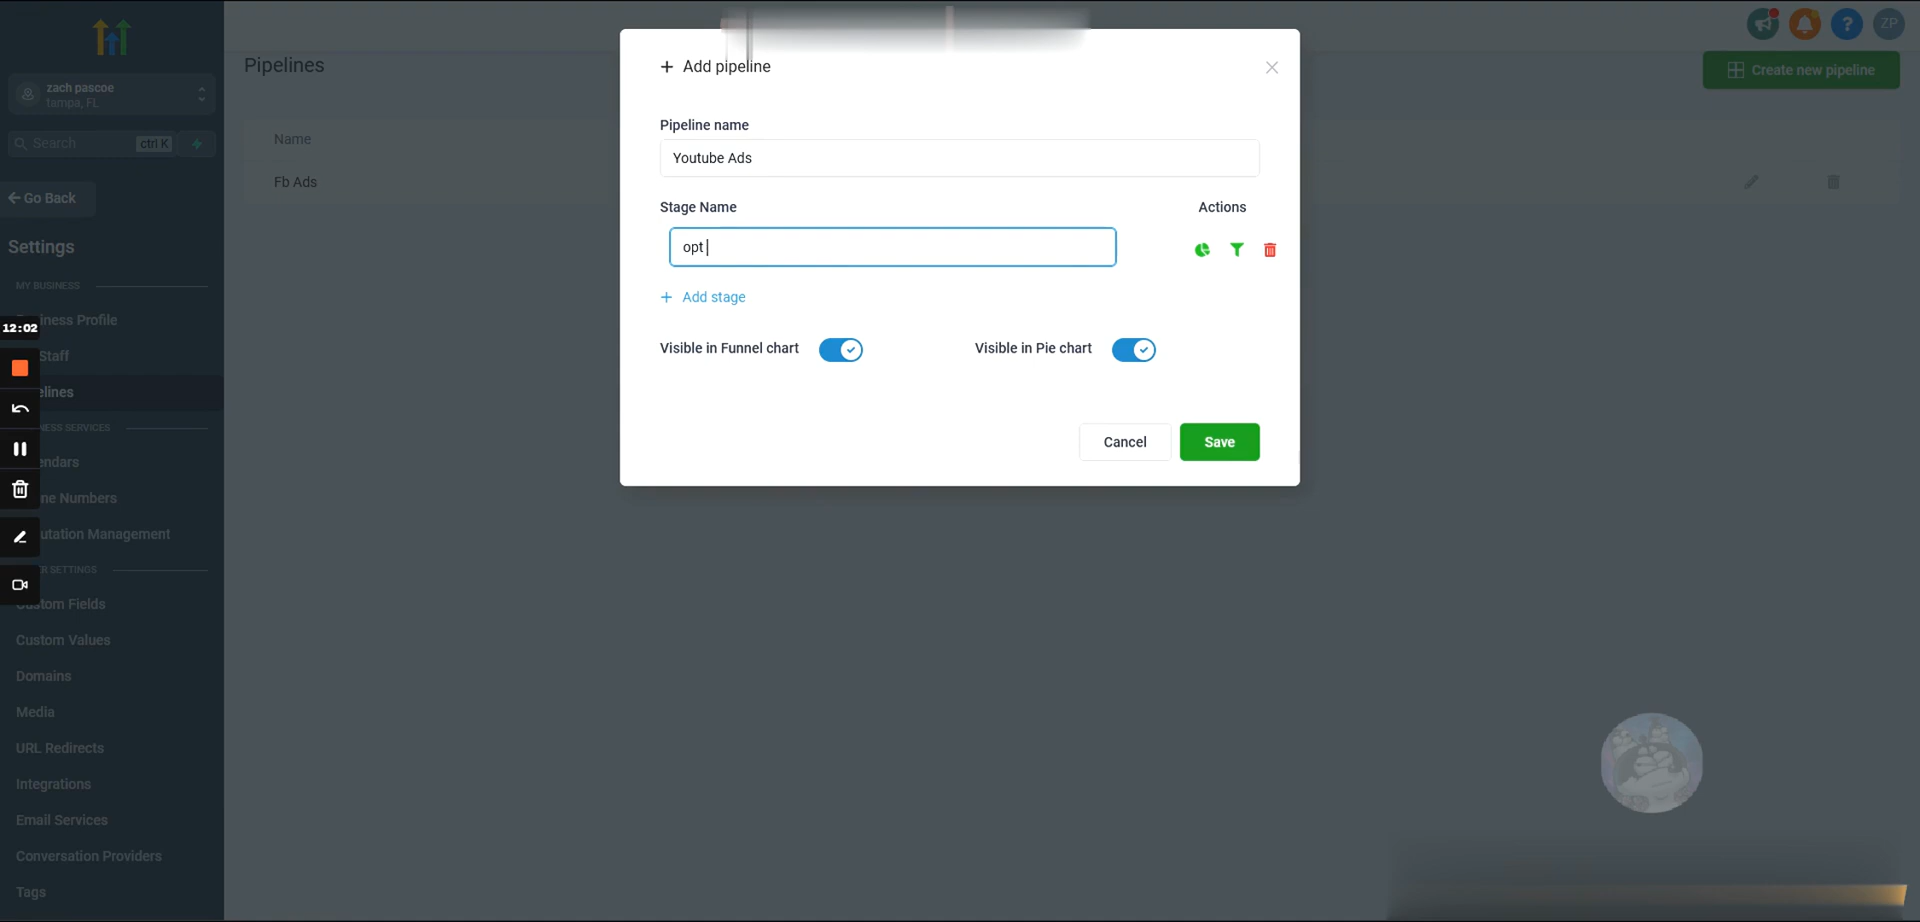 zach pascoe
tampa, FL
Search
ctrl K
Go Back
Settings
MY BUSINESS
iness Profile
Staff
elines
NESS SERVICES
endars
ne Numbers
utation Management
R SETTINGS
Custom Fields
Custom Values
Domains
Media
URL Redirects
Integrations
Email Services
Conversation Providers
Tags
12:02
Pipelines
ZP
Create new pipeline
Name
Fb Ads
+ Add pipeline
Pipeline name
Youtube Ads
Stage Name
Actions
opt
+ Add stage
Visible in Funnel chart
Visible in Pie chart
Cancel
Save